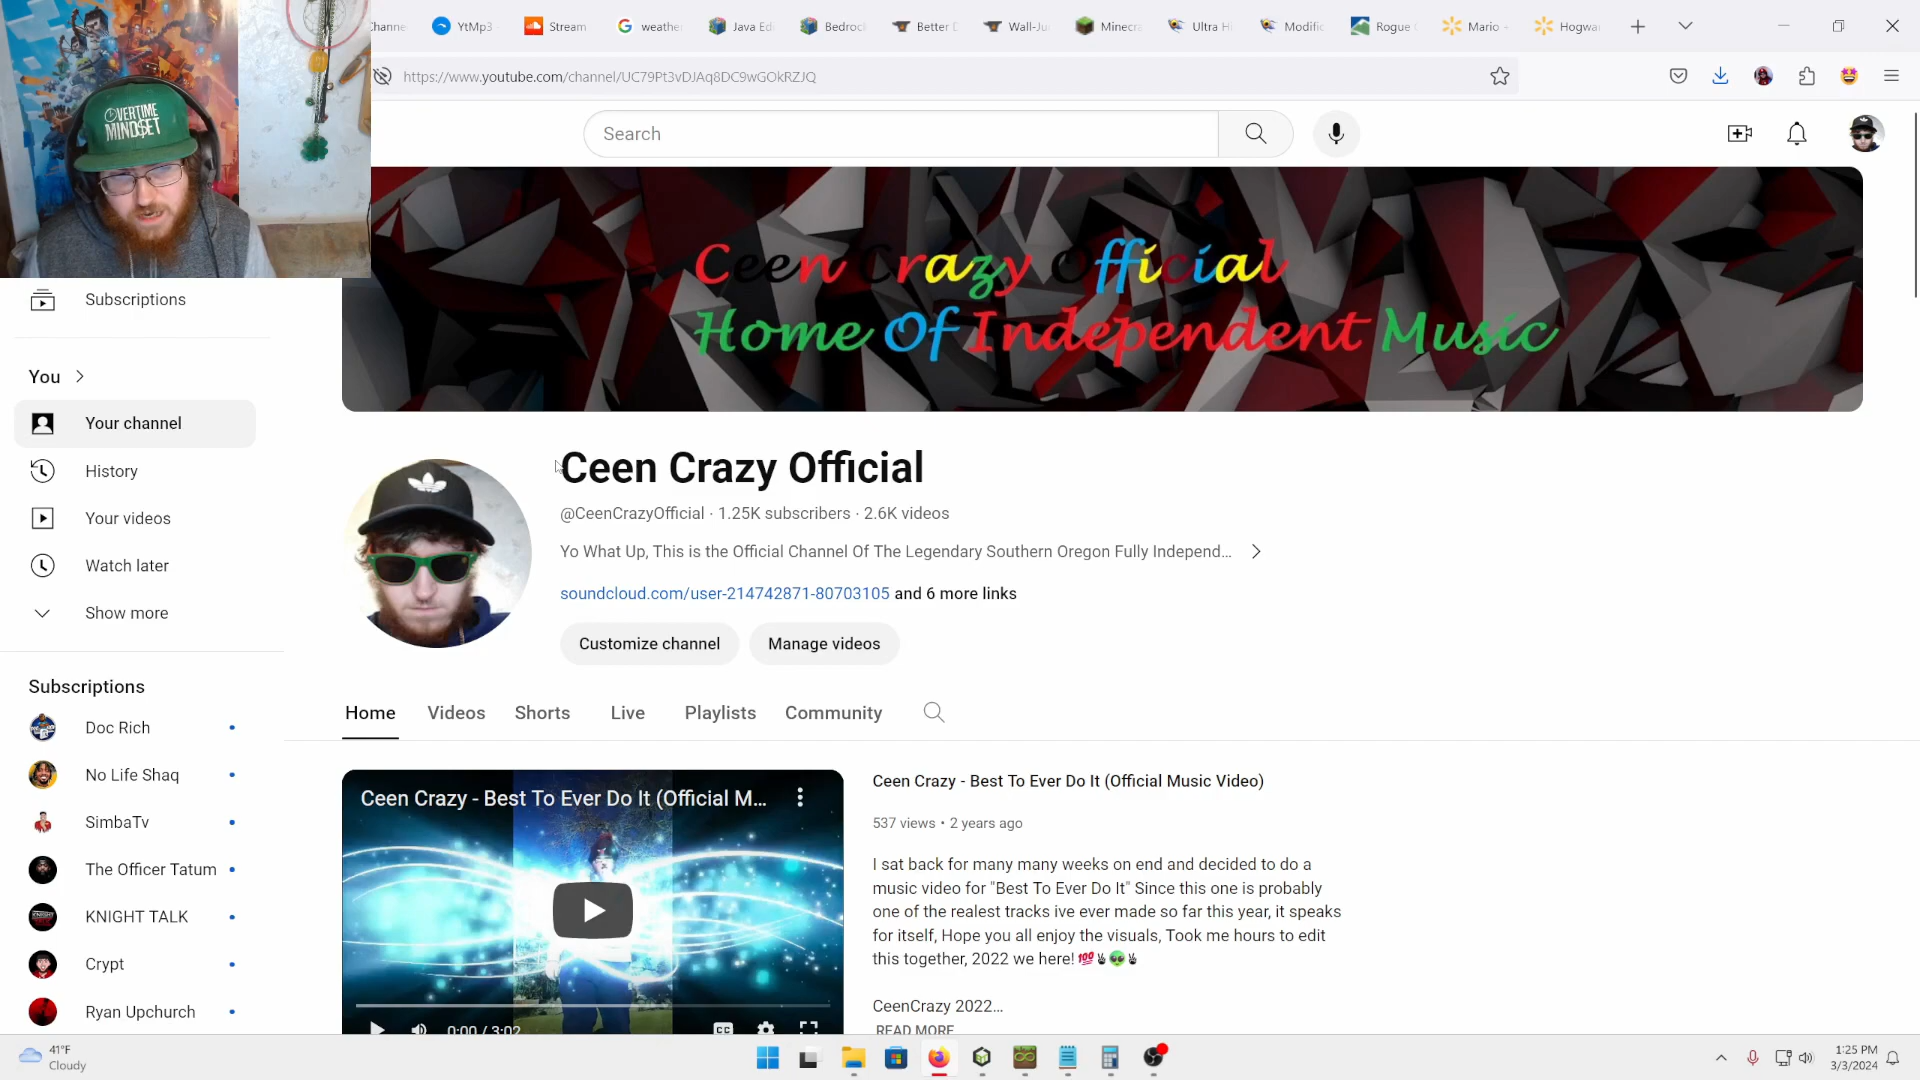 OVERTIME
MINDSET
Channe
YtMp3
Stream
weathe
Java Ed
Bedroc
Better D
Wall-Ju
Minecra
Ultra H
Modific
Rogue
Mario -
Hogwa
https://www.youtube.com/channel/UC79Pt3vDJAq8DC9wGOkRZJQ
Search
Ceen Crazy Official
Home Of Independent Music
Subscriptions
You
Your channel
History
Your videos
Watch later
Show more
Subscriptions
Doc Rich
No Life Shaq
SimbaTv
The Officer Tatum
KNIGHT TALK
Crypt
Ryan Upchurch
Ceen Crazy Official
@CeenCrazyOfficial · 1.25K subscribers · 2.6K videos
Yo What Up, This is the Official Channel Of The Legendary Southern Oregon Fully Independ...
soundcloud.com/user-214742871-80703105 and 6 more links
Customize channel
Manage videos
Home
Videos
Shorts
Live
Playlists
Community
Ceen Crazy - Best To Ever Do It (Official M...
0:00 / 3:02
CC
Ceen Crazy - Best To Ever Do It (Official Music Video)
537 views • 2 years ago
I sat back for many many weeks on end and decided to do a
music video for "Best To Ever Do It" Since this one is probably
one of the realest tracks ive ever made so far this year, it speaks
for itself, Hope you all enjoy the visuals, Took me hours to edit
this together, 2022 we here! 💯✌👽✌
CeenCrazy 2022...
READ MORE
41°F
Cloudy
1:25 PM
3/3/2024